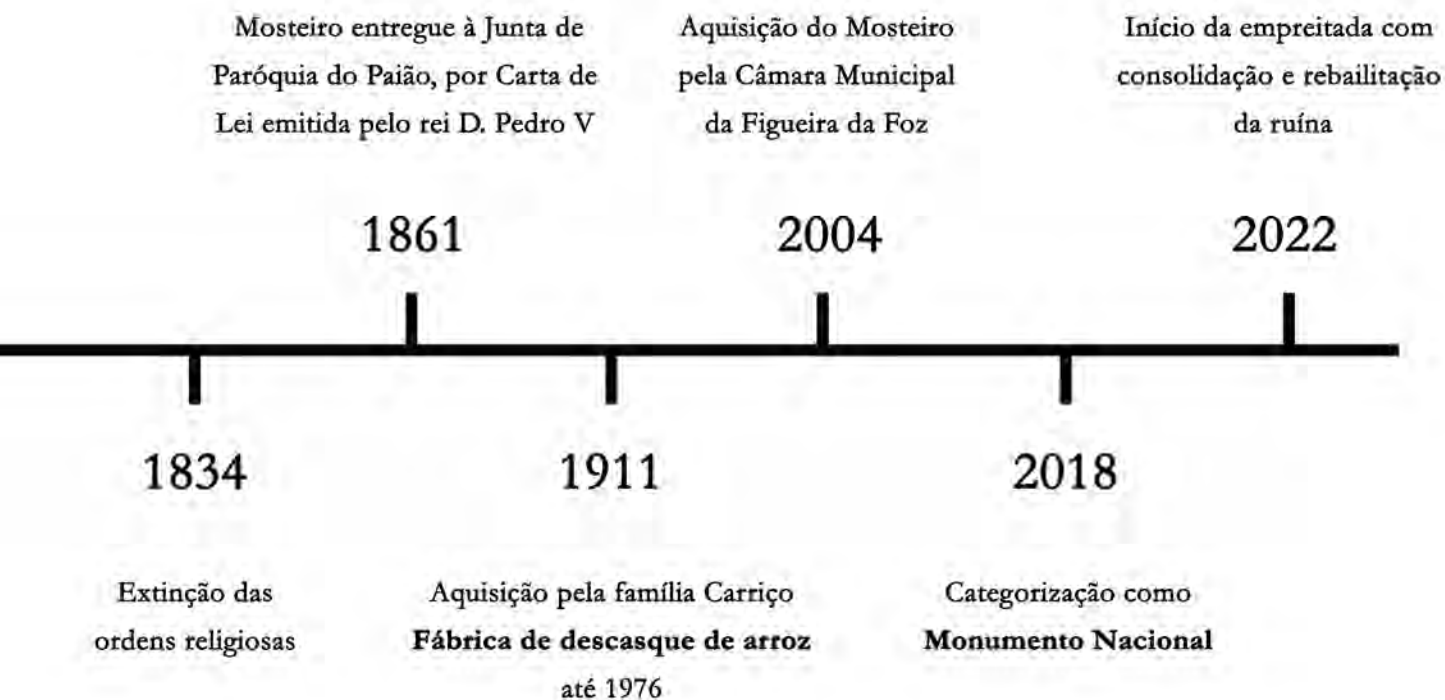 Mosteiro entregue à Junta de
Paróquia do Paião, por Carta de
Lei emitida pelo rei D. Pedro V
Aquisição do Mosteiro
pela Câmara Municipal
da Figueira da Foz
Início da empreitada com
consolidação e rebailitação
da ruína
1861
2004
2022
1834
1911
2018
Extinção das
ordens religiosas
Aquisição pela família Carriço
Fábrica de descasque de arroz
até 1976
Categorização como
Monumento Nacional